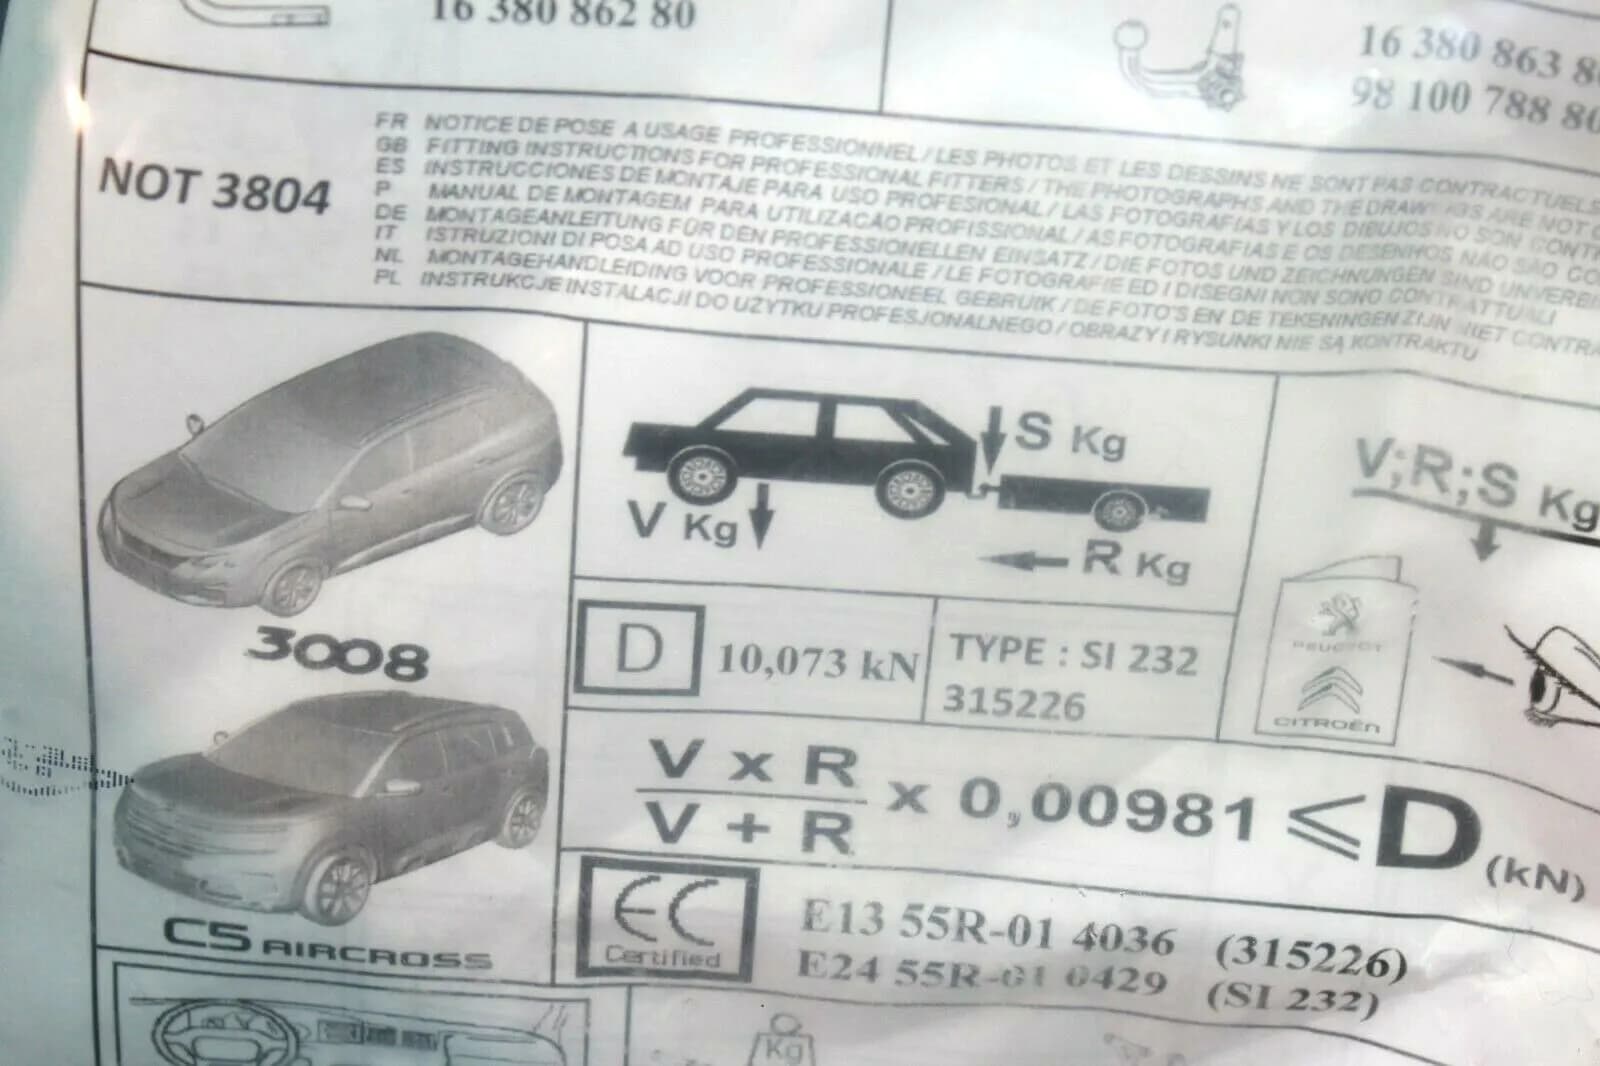 16 380 862 80
16 380 863 80
98 100 788 80
NOT 3804
FR NOTICE DE POSE A USAGE PROFESSIONNEL / LES PHOTOS ET LES DESSINS NE SONT PAS CONTRACTUELS
GB FITTING INSTRUCTIONS FOR PROFESSIONAL FITTERS / THE PHOTOGRAPHS AND THE DRAWINGS ARE NOT
ES INSTRUCCIONES DE MONTAJE PARA USO PROFESIONAL / LAS FOTOGRAFIAS Y LOS DIBUJOS NO SON
P MANUAL DE MONTAGEM PARA UTILIZACAO PROFISSIONAL / AS FOTOGRAFIAS E OS DESENHOS NÃO SÃO
DE MONTAGEANLEITUNG FÜR DEN PROFESSIONELLEN EINSATZ / DIE FOTOS UND ZEICHNUNGEN SIND
IT ISTRUZIONI DI POSA AD USO PROFESSIONALE / LE FOTOGRAFIE ED I DISEGNI NON SONO CONTRATTUALI
NL MONTAGEHANDLEIDING VOOR PROFESSIONEEL GEBRUIK / DE FOTO'S EN DE TEKENINGEN ZIJN NIET
PL INSTRUKCJE INSTALACJI DO UZYTKU PROFESJONALNEGO / OBRAZY I RYSUNKI NIE SĄ KONTRAKTU
S Kg
V Kg
R Kg
V;R;S Kg
3008
D 10,073 kN
TYPE : SI 232
315226
PEUGEOT
CITROËN
V x R
V + R
x 0,00981 ≤ D (kN)
C5 AIRCROSS
EC
Certified
E13 55R-01 4036 (315226)
E24 55R-01 0429 (SI 232)
Kg